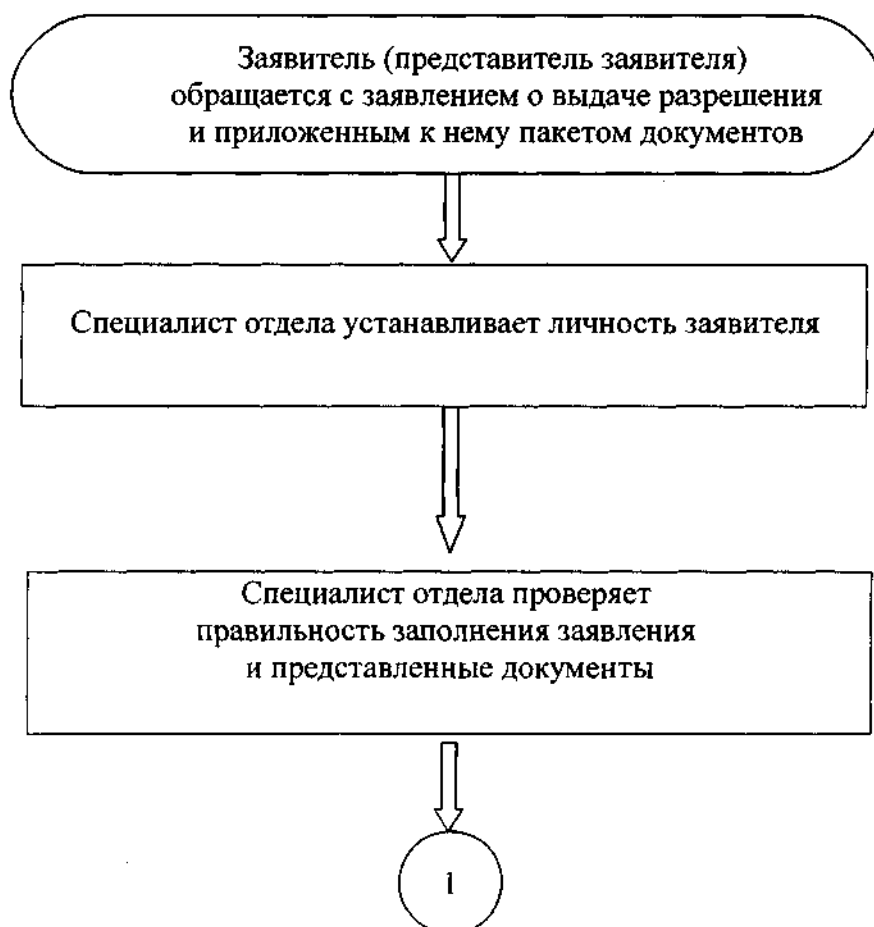 Заявитель (представитель заявителя)
обращается с заявлением о выдаче разрешения
и приложенным к нему пакетом документов
Специалист отдела устанавливает личность заявителя
Специалист отдела проверяет
правильность заполнения заявления
и представленные документы
1